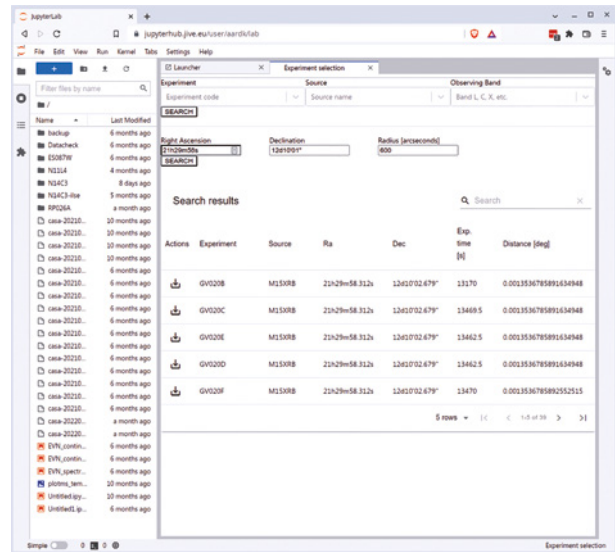 JupyterLab
jupyterhub.jive.eu/user/aardk/lab
File Edit View Run Kernel Tabs Settings Help
Filter files by name
/
Name Last Modified
backup 6 months ago
Datacheck 6 months ago
ES087W 6 months ago
N11L4 4 months ago
N14C3 8 days ago
N14C3-ilse 5 months ago
RP026A a month ago
casa-20210... 10 months ago
casa-20210... 10 months ago
casa-20210... 10 months ago
casa-20210... 10 months ago
casa-20210... 6 months ago
casa-20210... 6 months ago
casa-20210... 6 months ago
casa-20210... 6 months ago
casa-20210... 6 months ago
casa-20210... 6 months ago
casa-20210... 6 months ago
casa-20210... 6 months ago
casa-20210... 6 months ago
casa-20210... 6 months ago
casa-20220... a month ago
casa-20220... a month ago
EVN_contin... 6 months ago
EVN_contin... 6 months ago
EVN_spectr... 6 months ago
plotms_tem... 10 months ago
Untitled.ipy... 10 months ago
Untitled1.ip... 6 months ago
Launcher Experiment selection
Experiment Source Observing Band
Experiment code Source name Band L, C, X, etc.
SEARCH
Right Ascension Declination Radius [arcseconds]
21h29m58s 12d10'01" 600
SEARCH
Search results Search
Actions Experiment Source Ra Dec Exp. time [s] Distance [deg]
GV020B M15XRB 21h29m58.312s 12d10'02.679" 13170 0.0013536785891634948
GV020C M15XRB 21h29m58.312s 12d10'02.679" 13469.5 0.0013536785891634948
GV020E M15XRB 21h29m58.312s 12d10'02.679" 13462.5 0.0013536785891634948
GV020D M15XRB 21h29m58.312s 12d10'02.679" 13462.5 0.0013536785891634948
GV020F M15XRB 21h29m58.312s 12d10'02.679" 13470 0.0013536785892552515
5 rows
Simple 0 0 Experiment selection